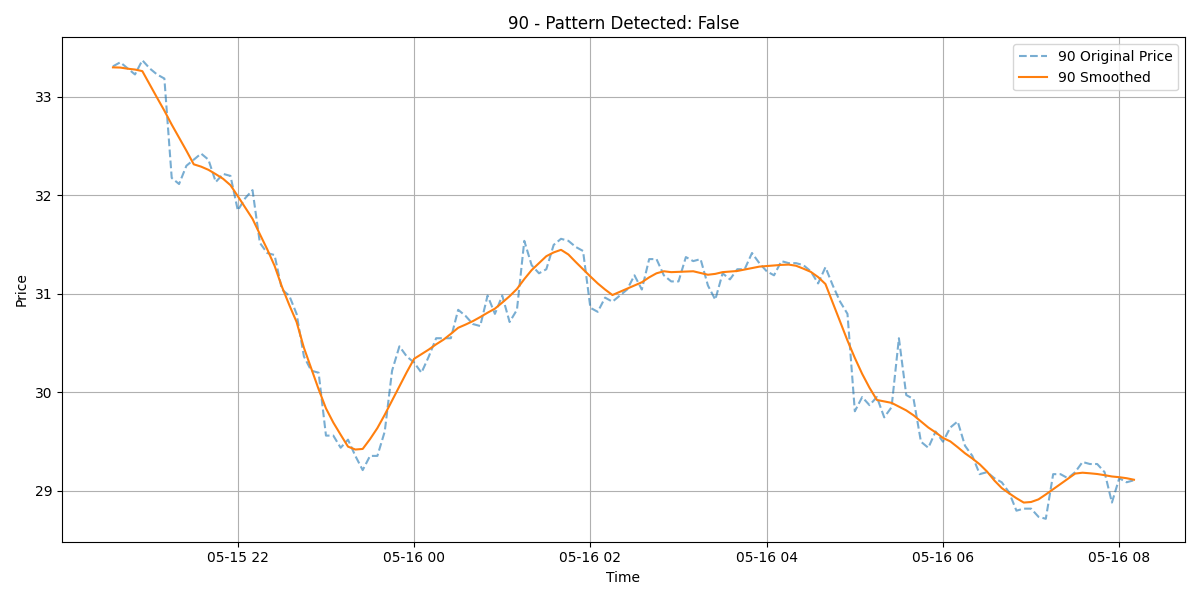 90 - Pattern Detected: False
90 Original Price
90 Smoothed
33
32
31
30
29
Price
05-15 22
05-16 00
05-16 02
05-16 04
05-16 06
05-16 08
Time